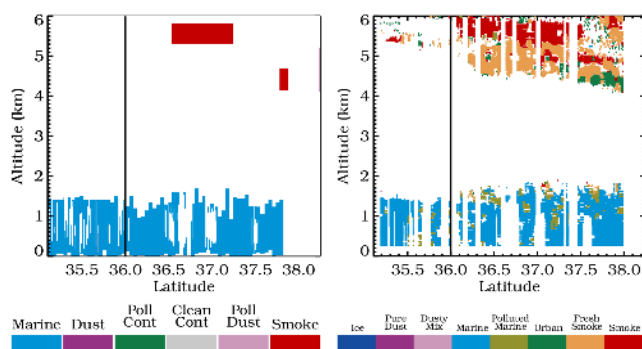 6
5
4
3
2
1
0
Altitude (km)
35.5 36.0 36.5 37.0 37.5 38.0
Latitude
Marine Dust Poll Cont Clean Cont Poll Dust Smoke
6
5
4
3
2
1
0
Altitude (km)
35.5 36.0 36.5 37.0 37.5 38.0
Latitude
Ice Pure Dust Dusty Mix Marine Polluted Marine Urban Fresh Smoke Smoke